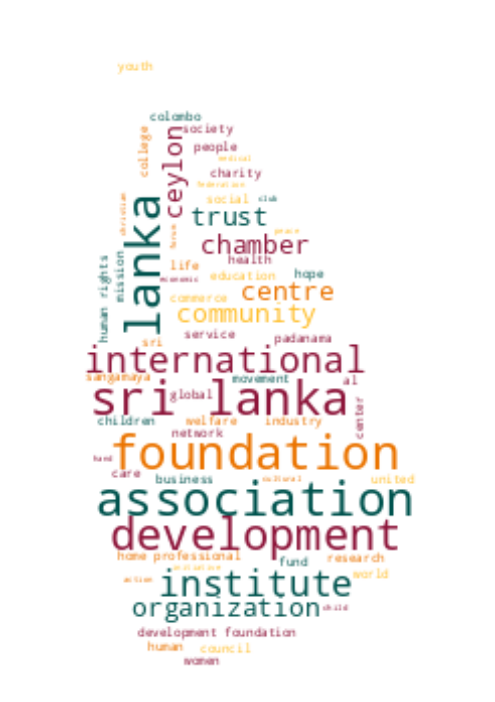 youth
colombo
society
college
ceylon
people
medical
charity
federation
christian
lanka
social
club
trust
peace
forum
chamber
health
human rights
mission
life
economic
education
hope
commerce
centre
community
service
padanama
sri
international
sangamaya
movement
al
sri lanka
global
center
children
welfare
industry
network
foundation
hand
care
business
cultural
united
association
development
home
professional
fund
research
initiative
action
institute
world
organization
child
development foundation
human
council
women